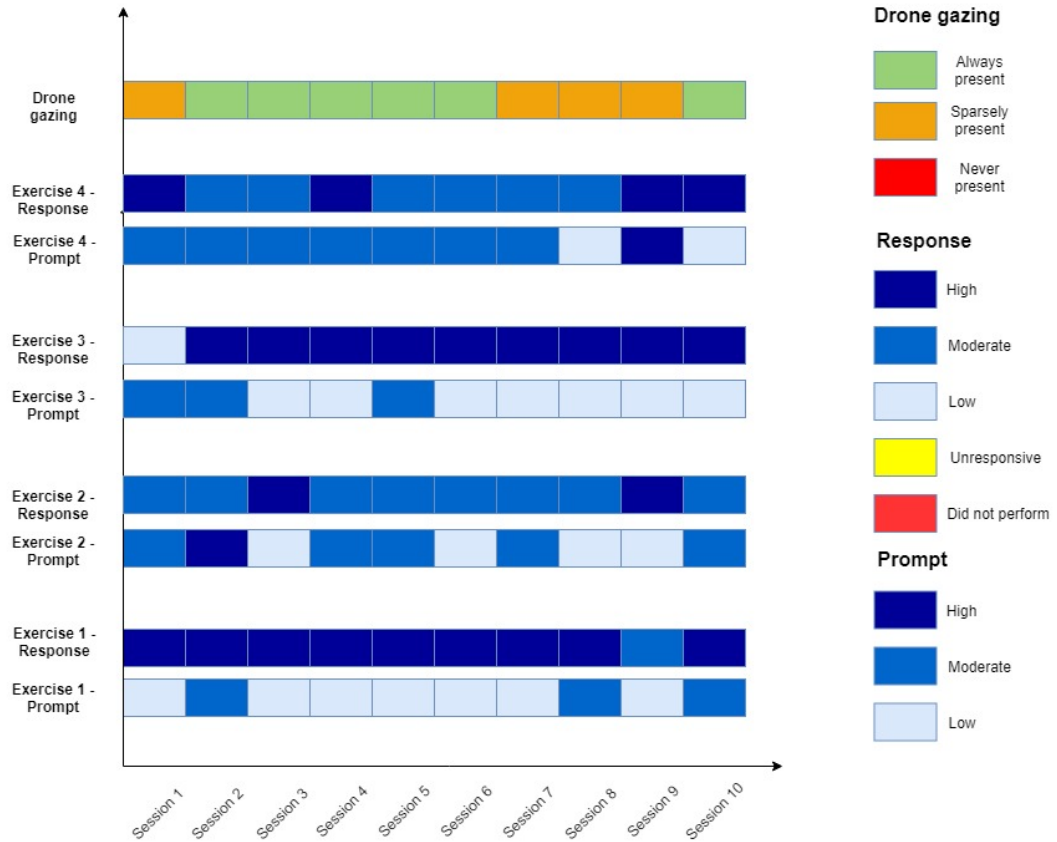 Drone
gazing
Exercise 4 -
Response
Exercise 4 -
Prompt
Exercise 3 -
Response
Exercise 3 -
Prompt
Exercise 2 -
Response
Exercise 2 -
Prompt
Exercise 1 -
Response
Exercise 1 -
Prompt
Session 1
Session 2
Session 3
Session 4
Session 5
Session 6
Session 7
Session 8
Session 9
Session 10
Drone gazing
Always
present
Sparsely
present
Never
present
Response
High
Moderate
Low
Unresponsive
Did not perform
Prompt
High
Moderate
Low